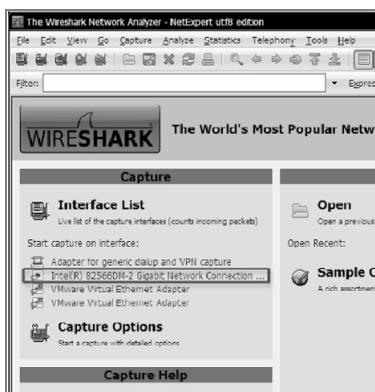 The Wireshark Network Analyzer - NetExpert utf8 edition
File Edit View Go Capture Analyze Statistics Telephony Tools Help
Filter: Expres
WIRESHARK The World's Most Popular Netw
Capture
Interface List
Live list of the capture interfaces (counts incoming packets)
Start capture on interface:
Adapter for generic dialup and VPN capture
Intel(R) 82566DM-2 Gigabit Network Connection ...
VMware Virtual Ethernet Adapter
VMware Virtual Ethernet Adapter
Capture Options
Start a capture with detailed options
Capture Help
Open
Open a previous
Open Recent:
Sample C
A rich assortmen